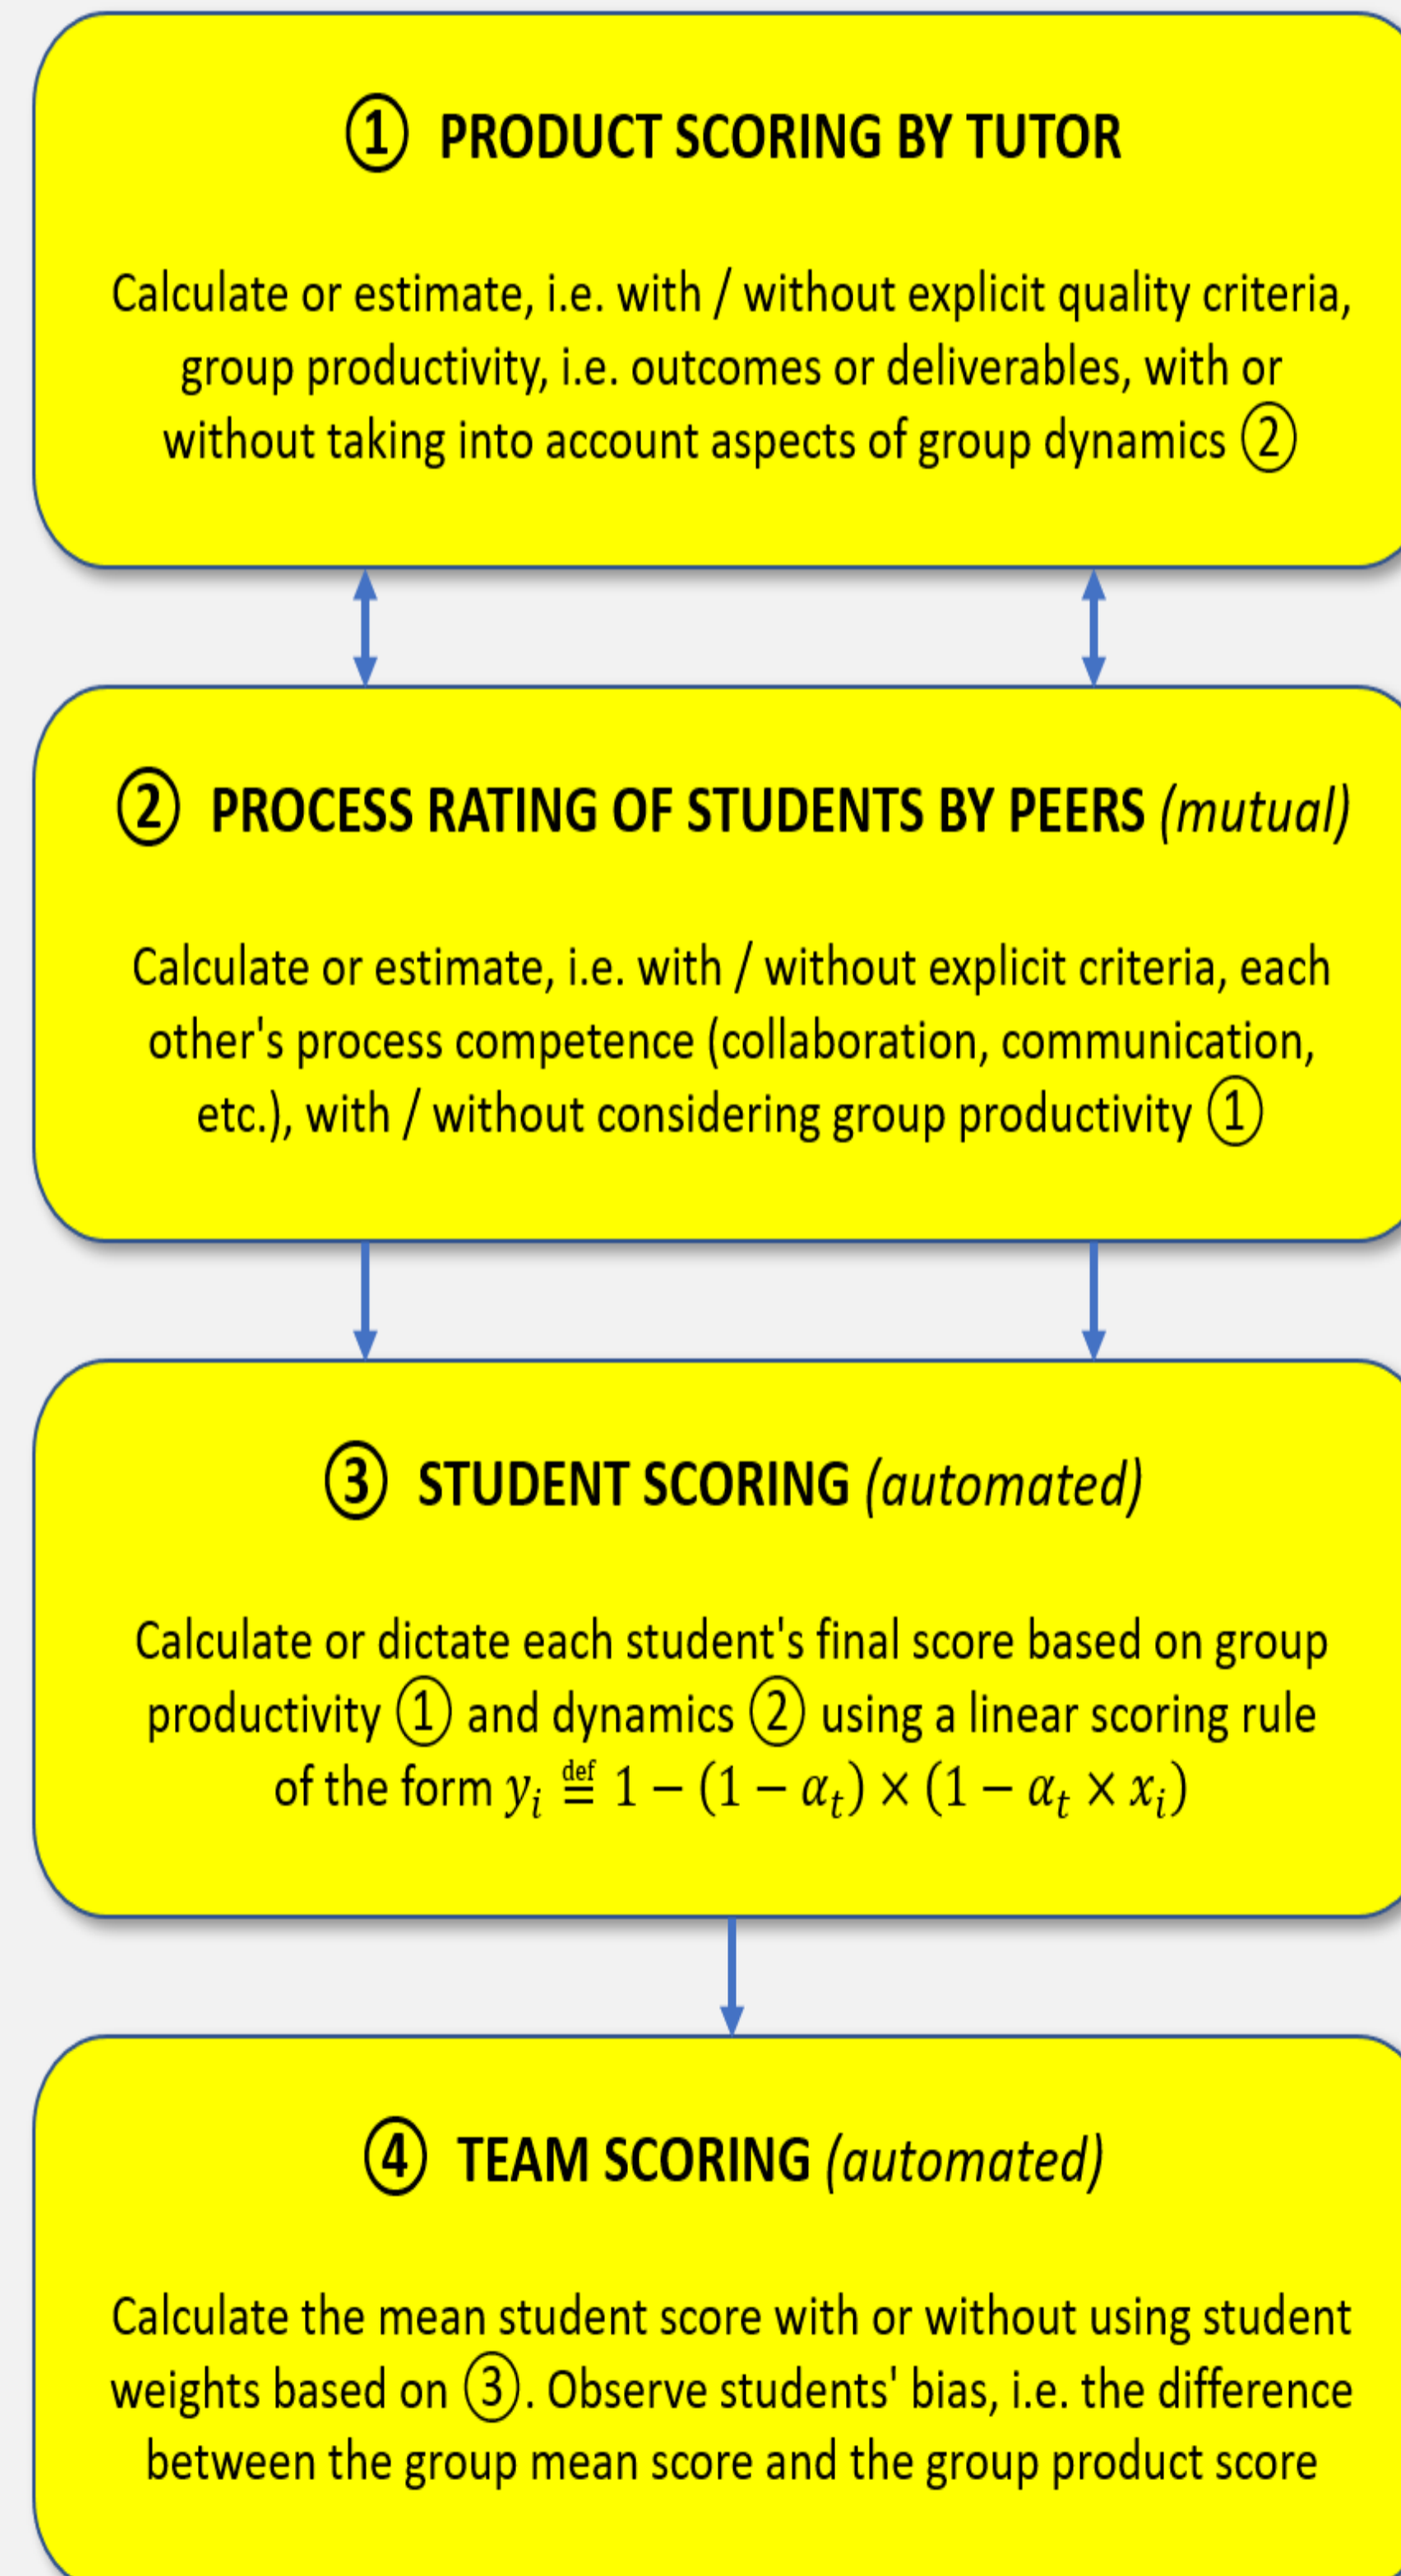 ① PRODUCT SCORING BY TUTOR
Calculate or estimate, i.e. with / without explicit quality criteria,
group productivity, i.e. outcomes or deliverables, with or
without taking into account aspects of group dynamics ②
② PROCESS RATING OF STUDENTS BY PEERS (mutual)
Calculate or estimate, i.e. with / without explicit criteria, each
other's process competence (collaboration, communication,
etc.), with / without considering group productivity ①
③ STUDENT SCORING (automated)
Calculate or dictate each student's final score based on group
productivity ① and dynamics ② using a linear scoring rule
of the form yᵢ ≝ 1 − (1 − αₜ) × (1 − αₜ × xᵢ)
④ TEAM SCORING (automated)
Calculate the mean student score with or without using student
weights based on ③. Observe students' bias, i.e. the difference
between the group mean score and the group product score